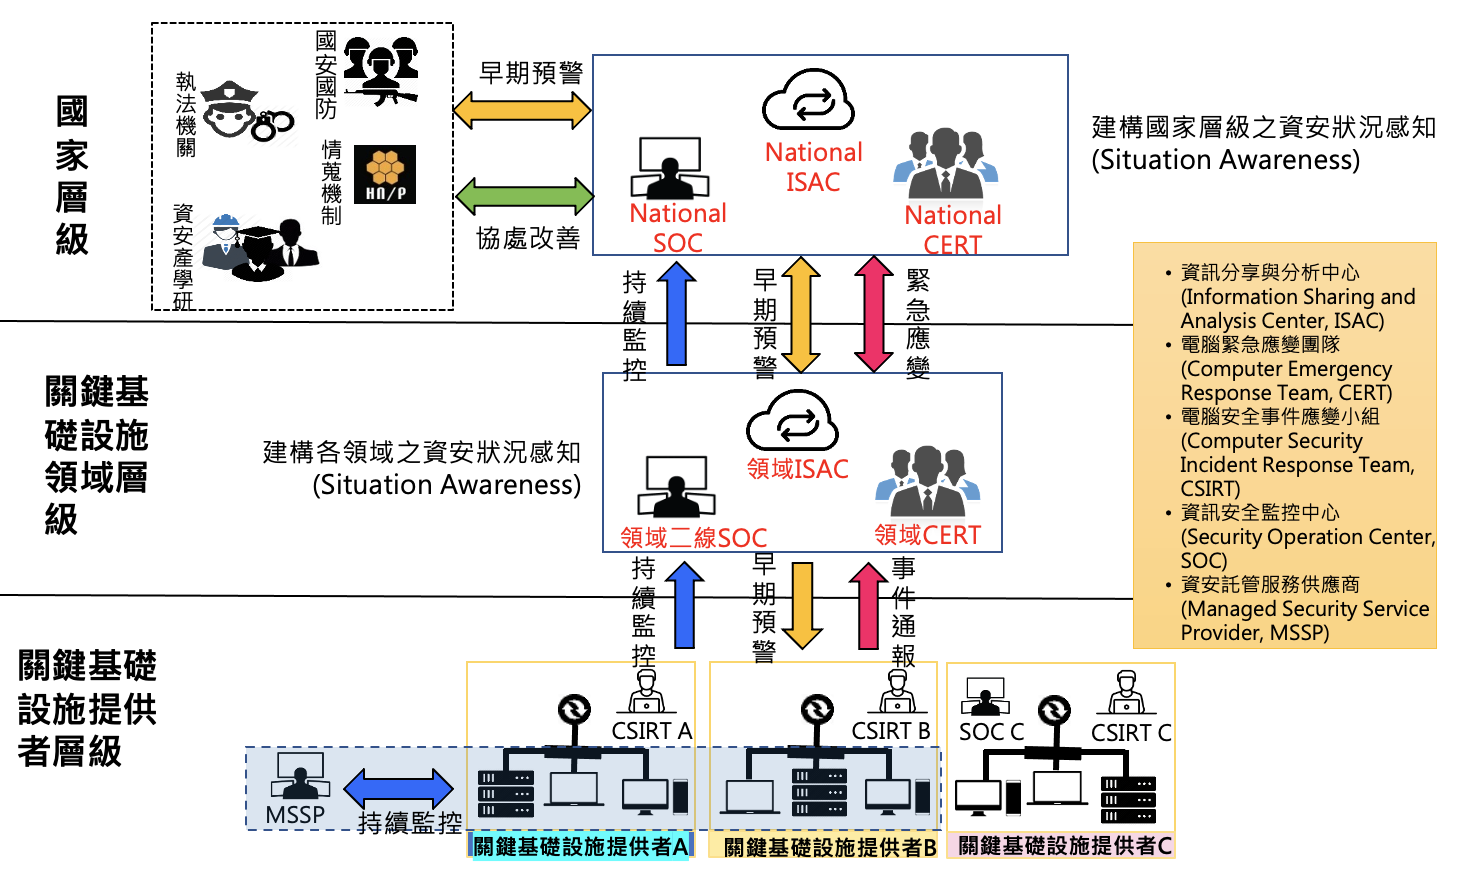 國家層級
執法機關
國安國防
情蒐機制
資安產學研
早期預警
協處改善
National
SOC
National
ISAC
National
CERT
建構國家層級之資安狀況感知
(Situation Awareness)
持續監控
早期預警
緊急應變
關鍵基
礎設施
領域層
級
建構各領域之資安狀況感知
(Situation Awareness)
領域二線SOC
領域ISAC
領域CERT
• 資訊分享與分析中心
(Information Sharing and
Analysis Center, ISAC)
• 電腦緊急應變團隊
(Computer Emergency
Response Team, CERT)
• 電腦安全事件應變小組
(Computer Security
Incident Response Team,
CSIRT)
• 資訊安全監控中心
(Security Operation Center,
SOC)
• 資安託管服務供應商
(Managed Security Service
Provider, MSSP)
持續監控
早期預警
事件通報
關鍵基礎
設施提供
者層級
MSSP
持續監控
CSIRT A
關鍵基礎設施提供者A
CSIRT B
關鍵基礎設施提供者B
SOC C
CSIRT C
關鍵基礎設施提供者C
HN/P